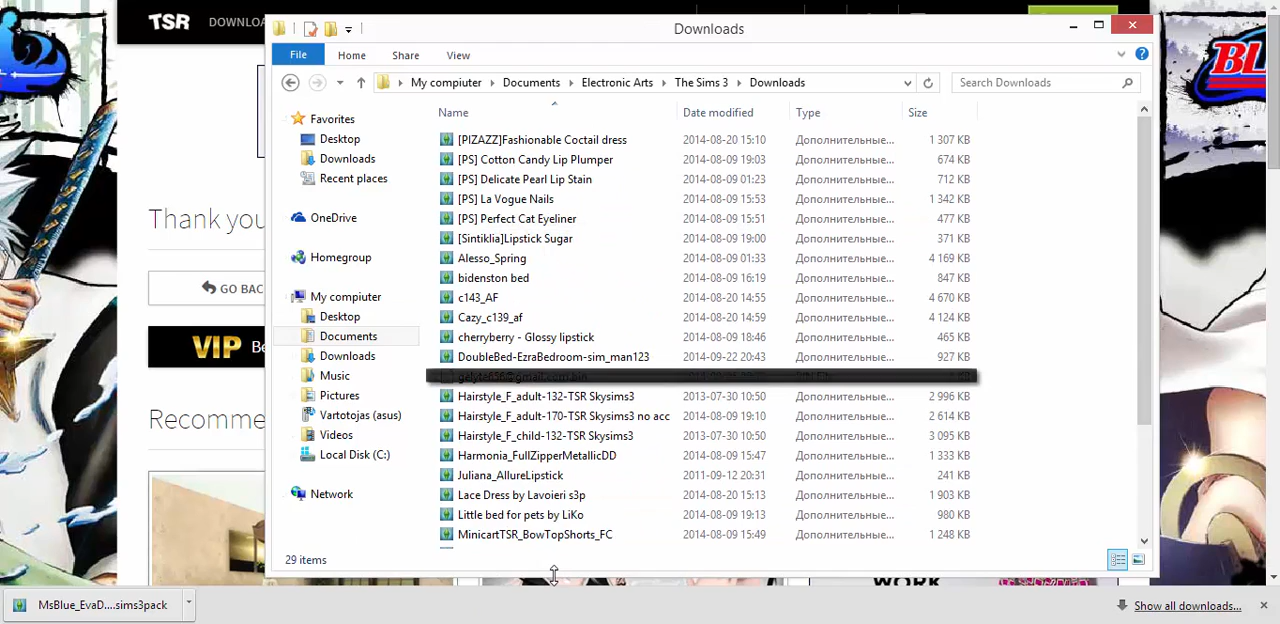 TSR DOWNLOA
Downloads
File Home Share View
My compiuter Documents Electronic Arts The Sims 3 Downloads Search Downloads
Name Date modified Type Size
Favorites
Desktop
Downloads
Recent places
OneDrive
Homegroup
My compiuter
Desktop
Documents
Downloads
Music
Pictures
Vartotojas (asus)
Videos
Local Disk (C:)
Network
[PIZAZZ]Fashionable Coctail dress 2014-08-20 15:10 Дополнительные... 1 307 KB
[PS] Cotton Candy Lip Plumper 2014-08-09 19:03 Дополнительные... 674 KB
[PS] Delicate Pearl Lip Stain 2014-08-09 01:23 Дополнительные... 712 KB
[PS] La Vogue Nails 2014-08-09 15:53 Дополнительные... 1 342 KB
[PS] Perfect Cat Eyeliner 2014-08-09 15:51 Дополнительные... 477 KB
[Sintiklia]Lipstick Sugar 2014-08-09 19:00 Дополнительные... 371 KB
Alesso_Spring 2014-08-09 01:33 Дополнительные... 4 169 KB
bidenston bed 2014-08-09 16:19 Дополнительные... 847 KB
c143_AF 2014-08-20 14:55 Дополнительные... 4 670 KB
Cazy_c139_af 2014-08-20 14:59 Дополнительные... 4 124 KB
cherryberry - Glossy lipstick 2014-08-09 18:46 Дополнительные... 465 KB
DoubleBed-EzraBedroom-sim_man123 2014-09-22 20:43 Дополнительные... 927 KB
Hairstyle_F_adult-132-TSR Skysims3 2013-07-30 10:50 Дополнительные... 2 996 KB
Hairstyle_F_adult-170-TSR Skysims3 no acc 2014-08-09 19:10 Дополнительные... 2 614 KB
Hairstyle_F_child-132-TSR Skysims3 2013-07-30 10:50 Дополнительные... 3 095 KB
Harmonia_FullZipperMetallicDD 2014-08-09 15:47 Дополнительные... 1 333 KB
Juliana_AllureLipstick 2011-09-12 20:31 Дополнительные... 241 KB
Lace Dress by Lavoieri s3p 2014-08-20 15:13 Дополнительные... 1 903 KB
Little bed for pets by LiKo 2014-08-09 19:13 Дополнительные... 980 KB
MinicartTSR_BowTopShorts_FC 2014-08-09 15:49 Дополнительные... 1 248 KB
29 items
Thank you
GO BAC
VIP Be
Recomme
BL
WORK
MsBlue_EvaD....sims3pack
Show all downloads...